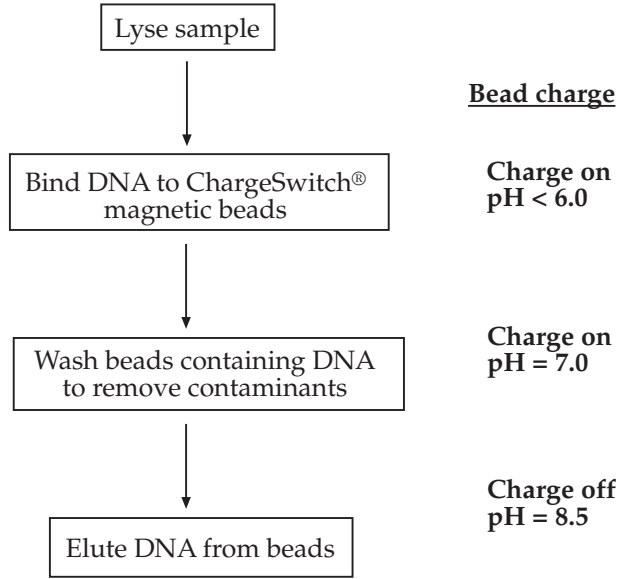 Lyse sample
Bead charge
Bind DNA to ChargeSwitch®
magnetic beads
Charge on
pH < 6.0
Wash beads containing DNA
to remove contaminants
Charge on
pH = 7.0
Elute DNA from beads
Charge off
pH = 8.5